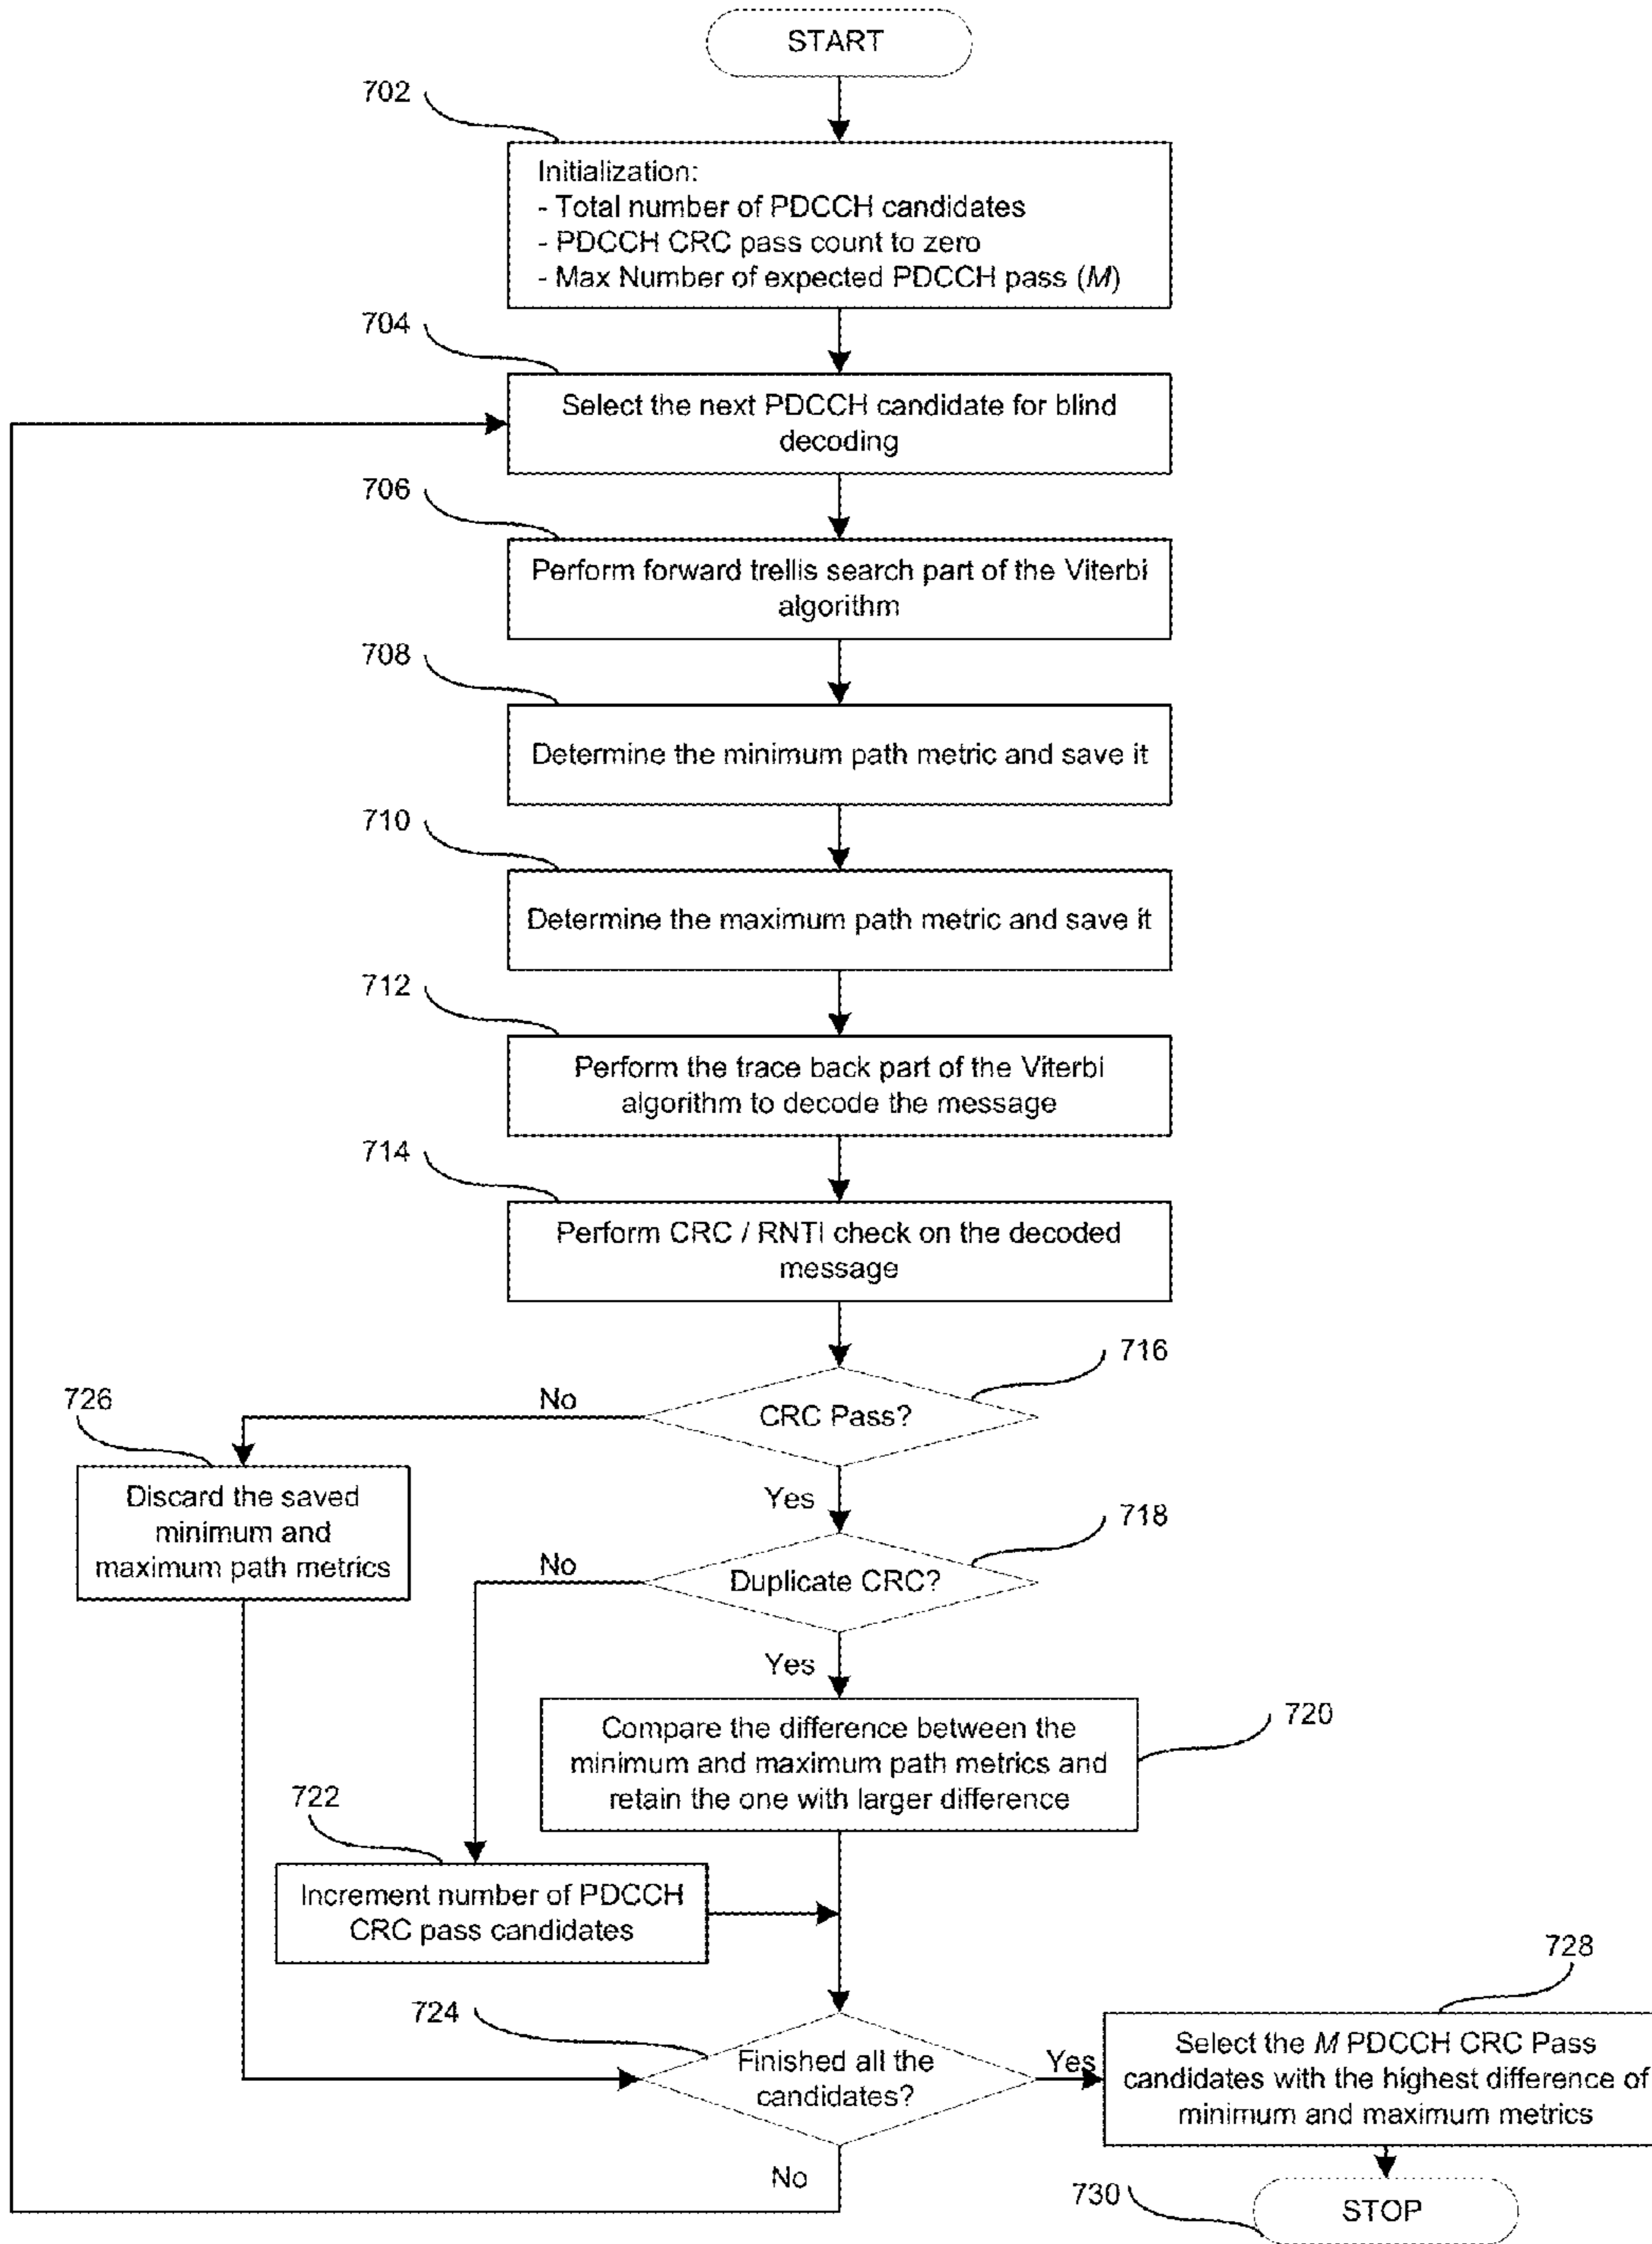 START
702
Initialization:
- Total number of PDCCH candidates
- PDCCH CRC pass count to zero
- Max Number of expected PDCCH pass (M)
704
Select the next PDCCH candidate for blind
decoding
706
Perform forward trellis search part of the Viterbi
algorithm
708
Determine the minimum path metric and save it
710
Determine the maximum path metric and save it
712
Perform the trace back part of the Viterbi
algorithm to decode the message
714
Perform CRC / RNTI check on the decoded
message
716
CRC Pass?
No
Yes
726
Discard the saved
minimum and
maximum path metrics
718
Duplicate CRC?
No
Yes
720
Compare the difference between the
minimum and maximum path metrics and
retain the one with larger difference
722
Increment number of PDCCH
CRC pass candidates
724
Finished all the
candidates?
Yes
No
728
Select the M PDCCH CRC Pass
candidates with the highest difference of
minimum and maximum metrics
730
STOP